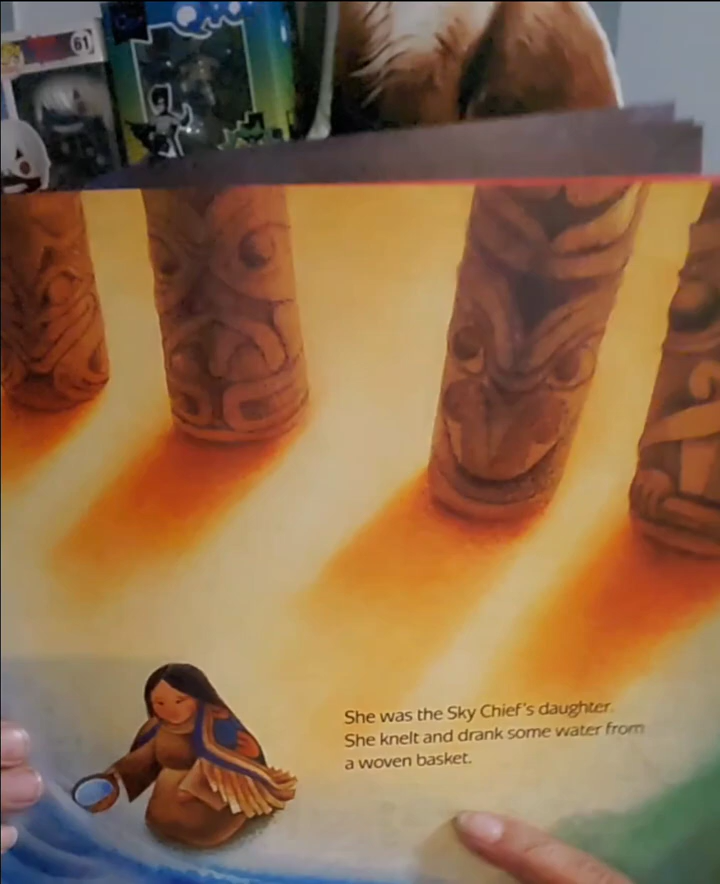 61
She was the Sky Chief's daughter.
She knelt and drank some water from
a woven basket.